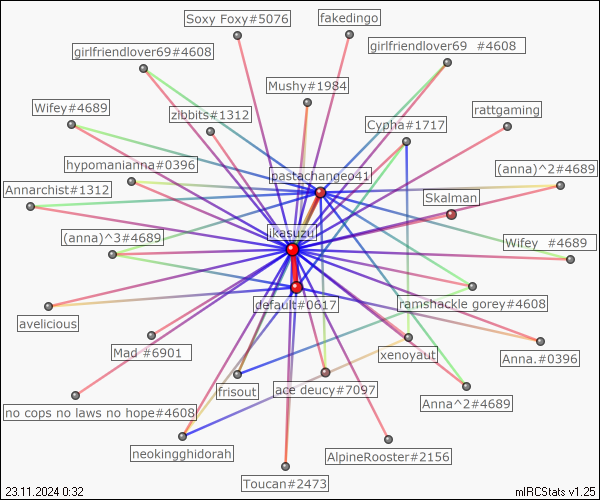 Soxy Foxy#5076
fakedingo
girlfriendlover69#4608
girlfriendlover69  #4608
Mushy#1984
Wifey#4689
zibbits#1312
Cypha#1717
rattgaming
hypomanianna#0396
pastachangeo41
(anna)^2#4689
Annarchist#1312
Skalman
(anna)^3#4689
ikasuzu
Wifey  #4689
default#0617
ramshackle gorey#4608
avelicious
Mad #6901
xenoyaut
Anna.#0396
no cops no laws no hope#4608
frisout
ace deucy#7097
Anna^2#4689
neokingghidorah
AlpineRooster#2156
Toucan#2473
23.11.2024 0:32
mIRCStats v1.25